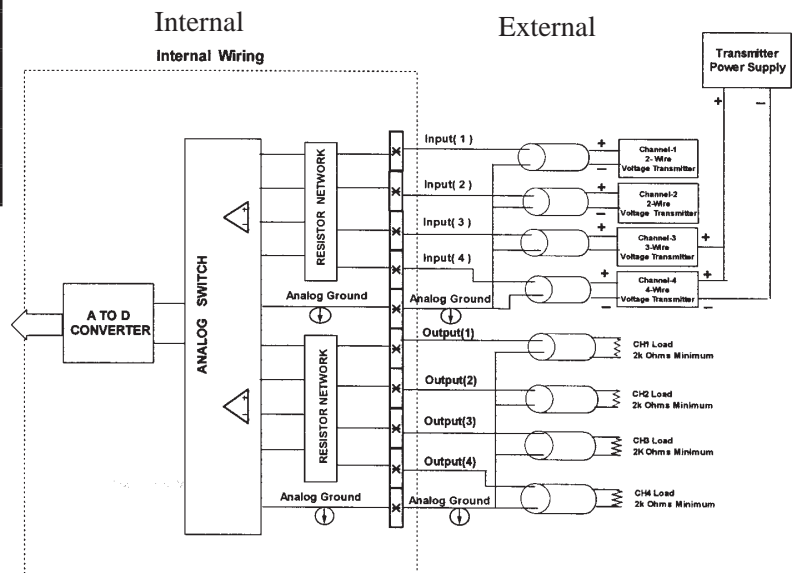 Internal
External
Internal Wiring
Transmitter
Power Supply
+
–
Input( 1 )
Input( 2 )
Input( 3 )
Input( 4 )
RESISTOR NETWORK
ANALOG SWITCH
+
–
+
–
Channel-1
2- Wire
Voltage Transmitter
+
–
Channel-2
2-Wire
Voltage Transmitter
+
Channel-3
3-Wire
Voltage Transmitter
+
+
–
Channel-4
4-Wire
Voltage Transmitter
+
–
Analog Ground
Analog Ground
A TO D
CONVERTER
RESISTOR NETWORK
+
–
Output(1)
Output(2)
Output(3)
Output(4)
CH1 Load
2k Ohms Minimum
CH2 Load
2k Ohms Minimum
CH3 Load
2K Ohms Minimum
CH4 Load
2k Ohms Minimum
Analog Ground
Analog Ground